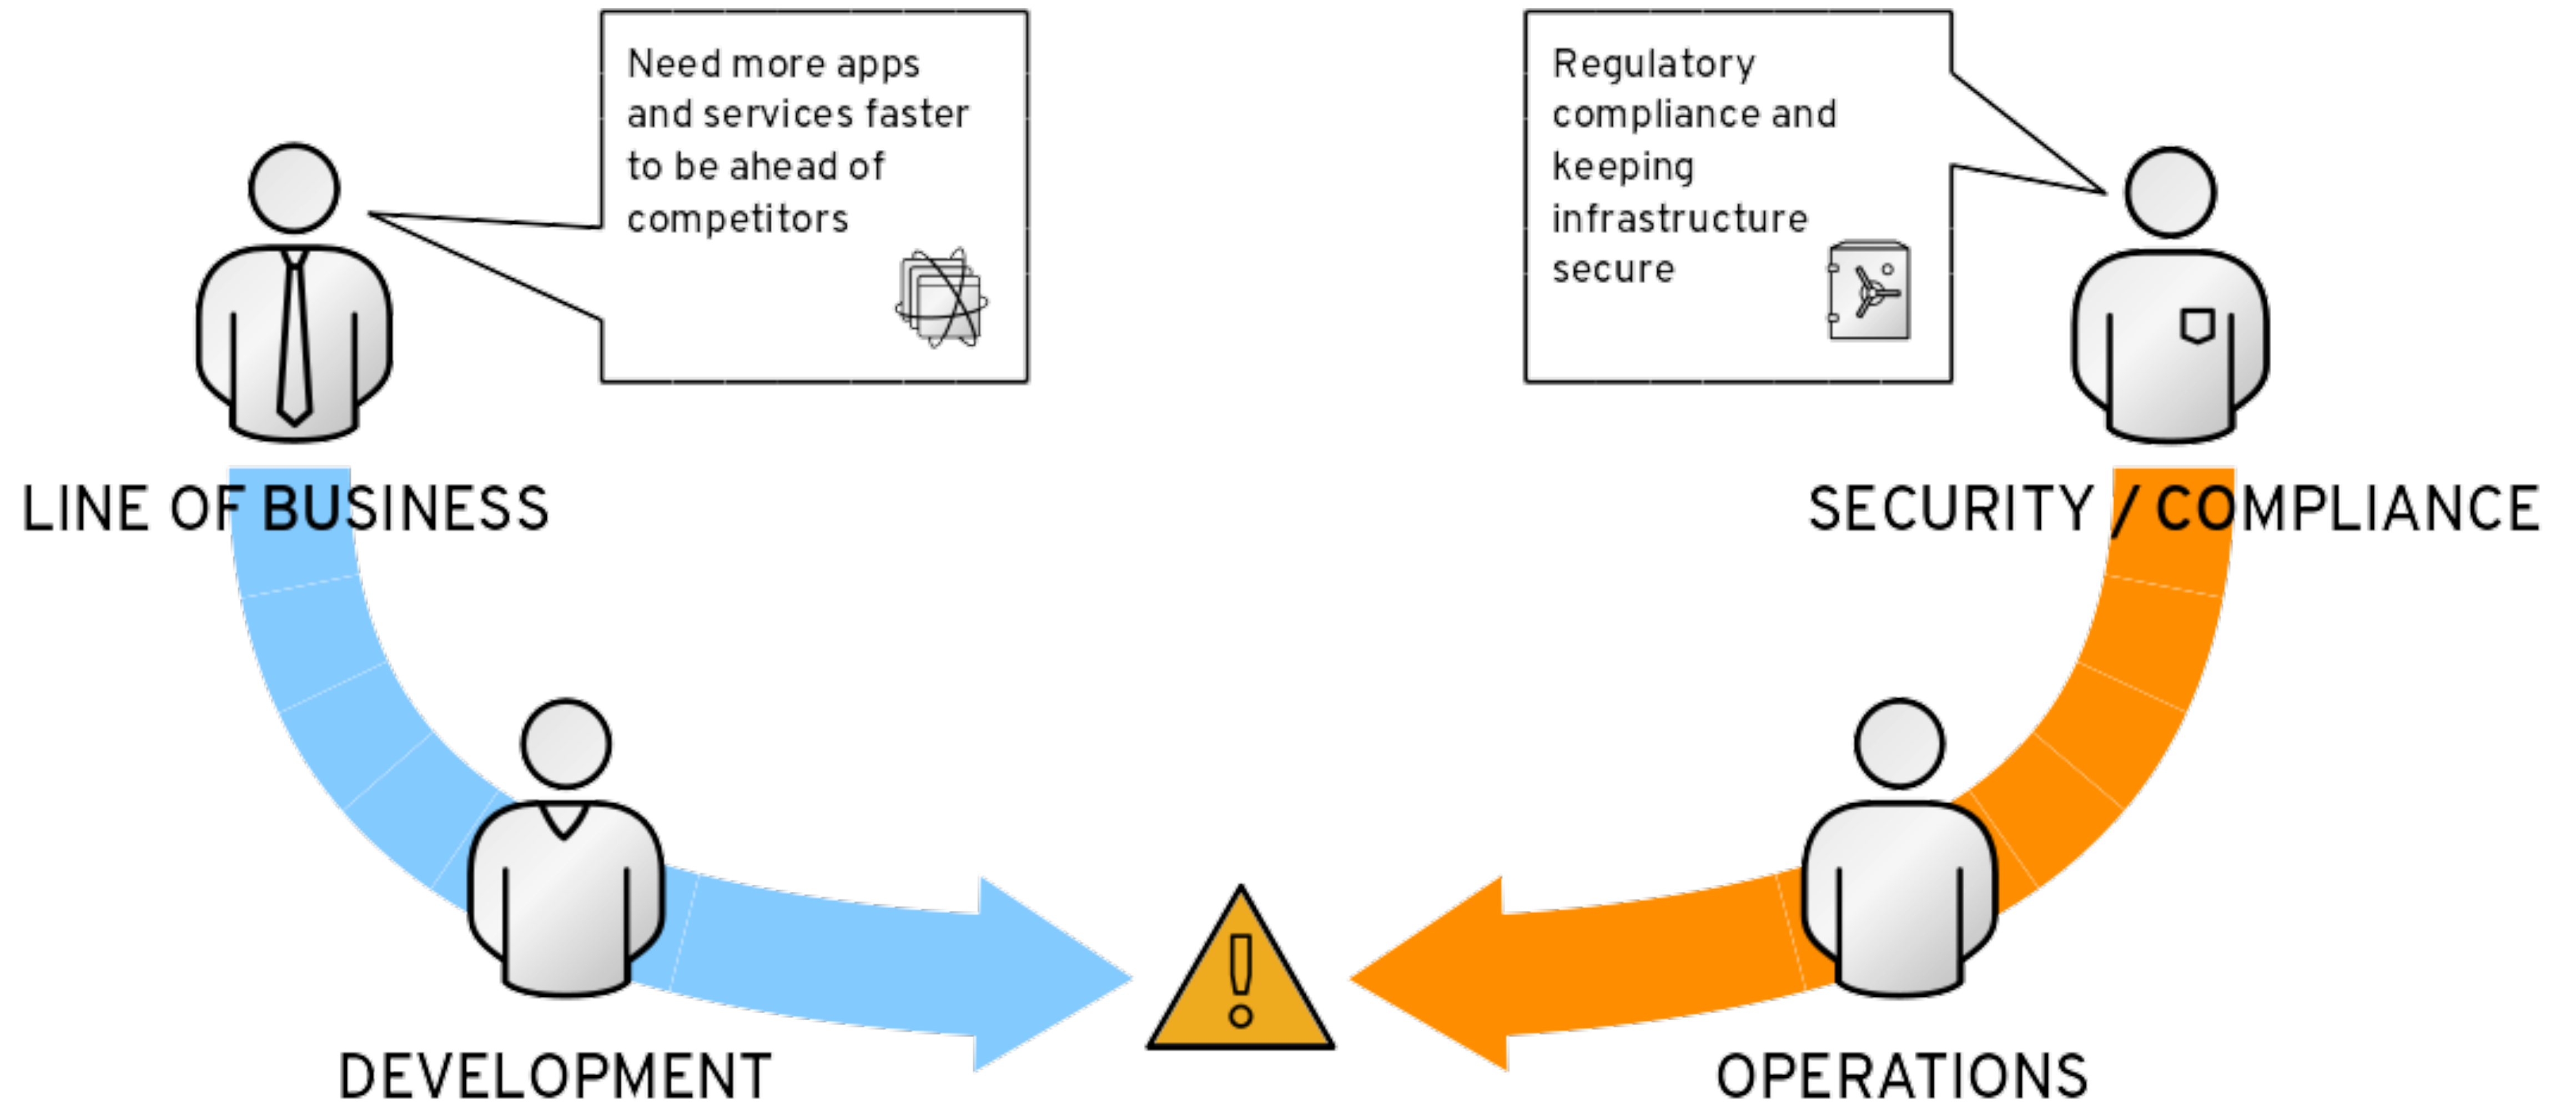 Need more apps
and services faster
to be ahead of
competitors
Regulatory
compliance and
keeping
infrastructure
secure
LINE OF BUSINESS
SECURITY / COMPLIANCE
DEVELOPMENT
OPERATIONS